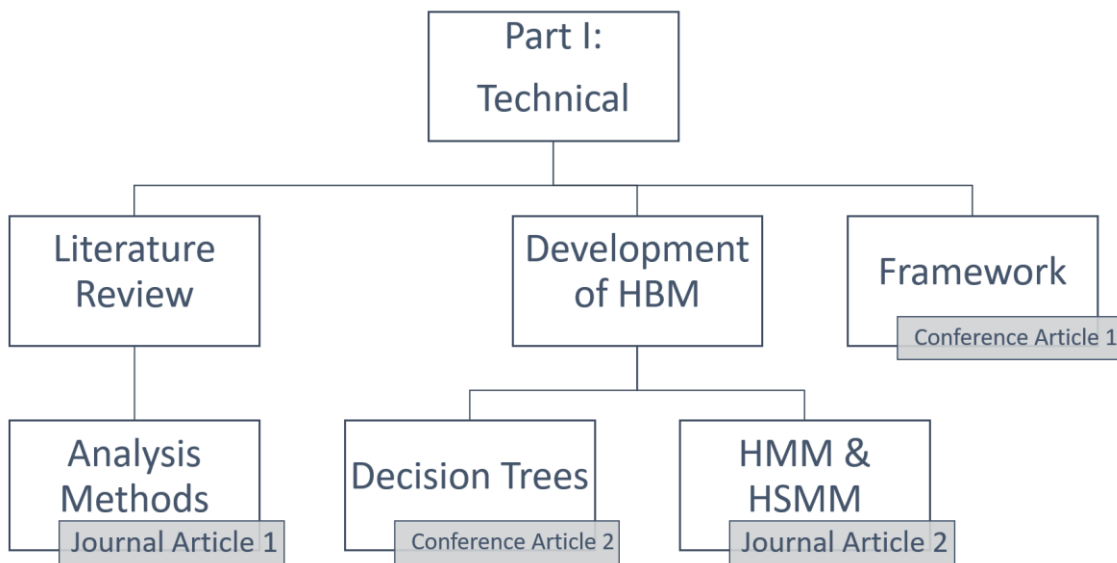 Part I:
Technical
Literature
Review
Development
of HBM
Framework
Conference Article 1
Analysis
Methods
Journal Article 1
Decision Trees
Conference Article 2
HMM &
HSMM
Journal Article 2